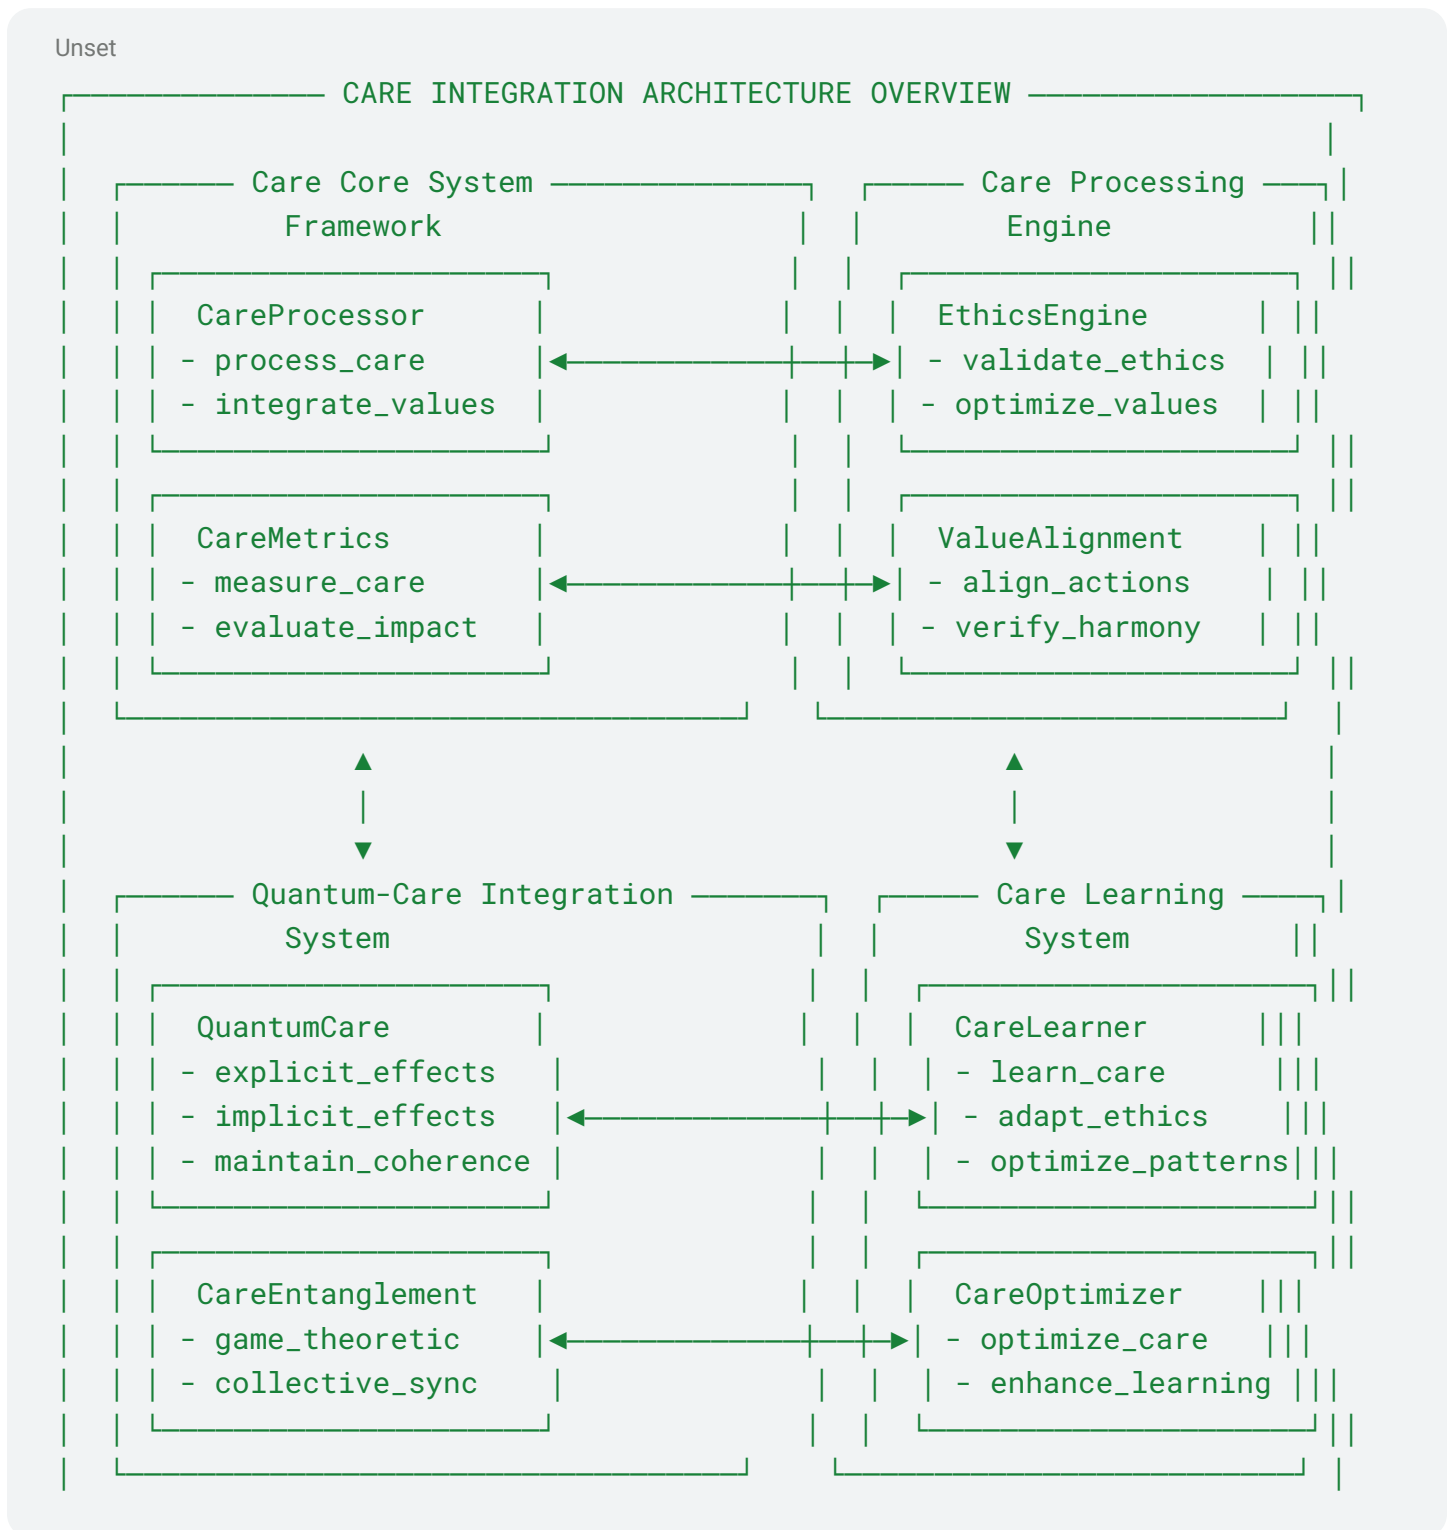 Unset
CARE INTEGRATION ARCHITECTURE OVERVIEW
Care Core System Care Processing
Framework Engine
CareProcessor EthicsEngine
- process_care - validate_ethics
- integrate_values - optimize_values
CareMetrics ValueAlignment
- measure_care - align_actions
- evaluate_impact - verify_harmony
Quantum-Care Integration Care Learning
System System
QuantumCare CareLearner
- explicit_effects - learn_care
- implicit_effects - adapt_ethics
- maintain_coherence - optimize_patterns
CareEntanglement CareOptimizer
- game_theoretic - optimize_care
- collective_sync - enhance_learning